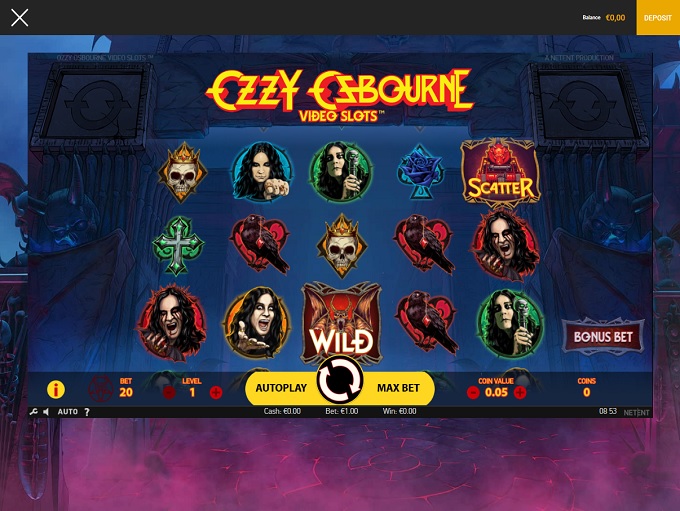 Balance €0,00 DEPOSIT
OZZY OSBOURNE VIDEO SLOTS™
A NETENT PRODUCTION
OZZY OSBOURNE
VIDEO SLOTS™
SCATTER
WILD
BONUS BET
BET
20
LEVEL
1
AUTOPLAY
MAX BET
COIN VALUE
0.05
COINS
0
AUTO ? Cash: €0.00 Bet: €1.00 Win: €0.00 08 53 NETENT